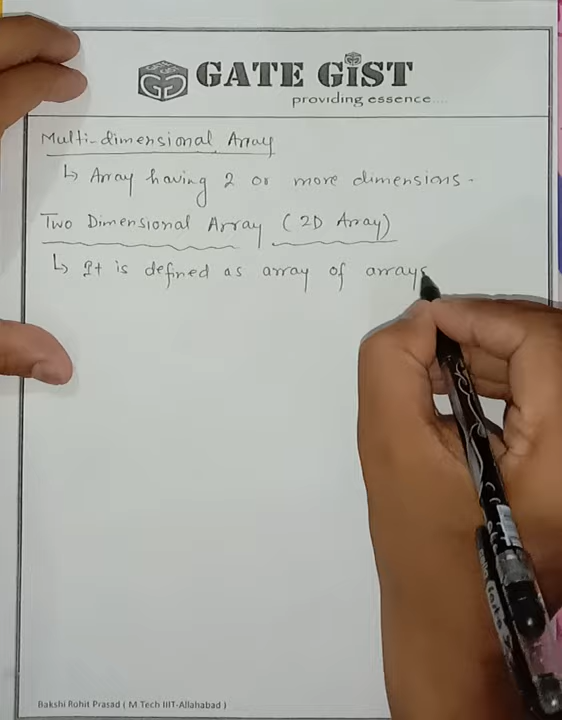 GATE GiST
providing essence....
Multi-dimensional Array
↳ Array having 2 or more dimensions.
Two Dimensional Array (2D Array)
↳ It is defined as array of arrays
Bakshi Rohit Prasad ( M.Tech IIIT-Allahabad )